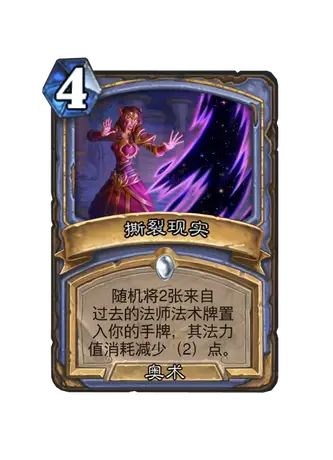 4
撕裂现实
随机将2张来自
过去的法师法术牌置
入你的手牌，其法力
值消耗减少（2）点。
奥术